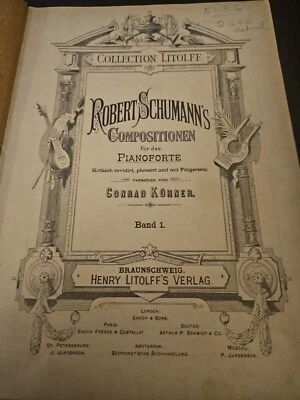 COLLECTION LITOLFF
ROBERT SCHUMANN'S
COMPOSITIONEN
für das
PIANOFORTE
Kritisch revidirt, phrasirt und mit Fingersatz
versehen von
CONRAD KÜHNER.
Band 1.
BRAUNSCHWEIG,
HENRY LITOLFF'S VERLAG
LONDON:
ENOCH & SONS.
PARIS:
ENOCH FRÈRES & COSTALLAT.
BOSTON:
ARTHUR P. SCHMIDT & CO.
ST. PETERSBOURG:
J. JURGENSON.
AMSTERDAM:
SEYFFARDT'SCHE BUCHHANDLUNG
MOSCOU:
P. JURGENSON.